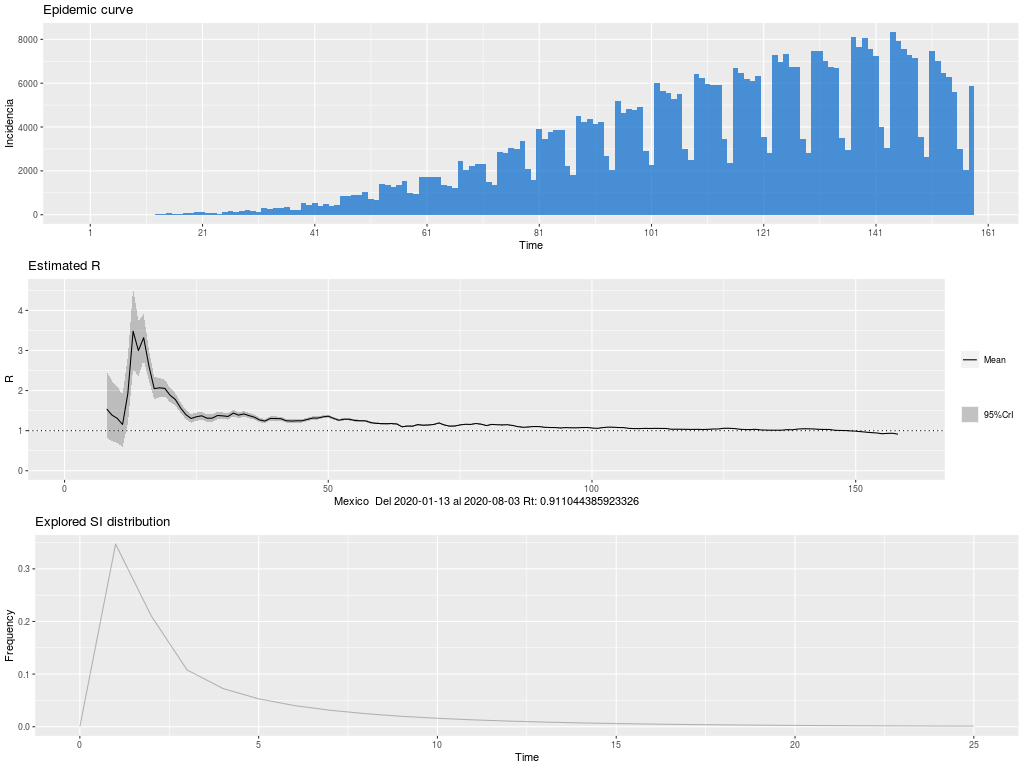 Epidemic curve
Incidencia
8000
6000
4000
2000
0
1 21 41 61 81 101 121 141 161
Time
Estimated R
R
4
3
2
1
0
Mean
95%CrI
0 50 100 150
Mexico Del 2020-01-13 al 2020-08-03 Rt: 0.911044385923326
Explored SI distribution
Frequency
0.3
0.2
0.1
0.0
0 5 10 15 20 25
Time